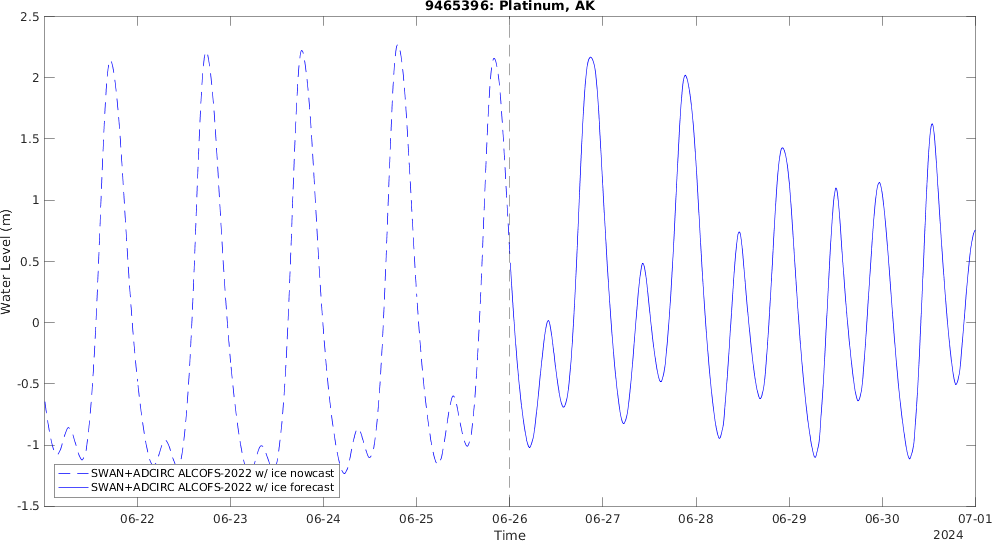 9465396: Platinum, AK
2.5
2
1.5
1
0.5
0
-0.5
-1
-1.5
Water Level (m)
SWAN+ADCIRC ALCOFS-2022 w/ ice nowcast
SWAN+ADCIRC ALCOFS-2022 w/ ice forecast
06-22 06-23 06-24 06-25 06-26 06-27 06-28 06-29 06-30 07-01
Time
2024